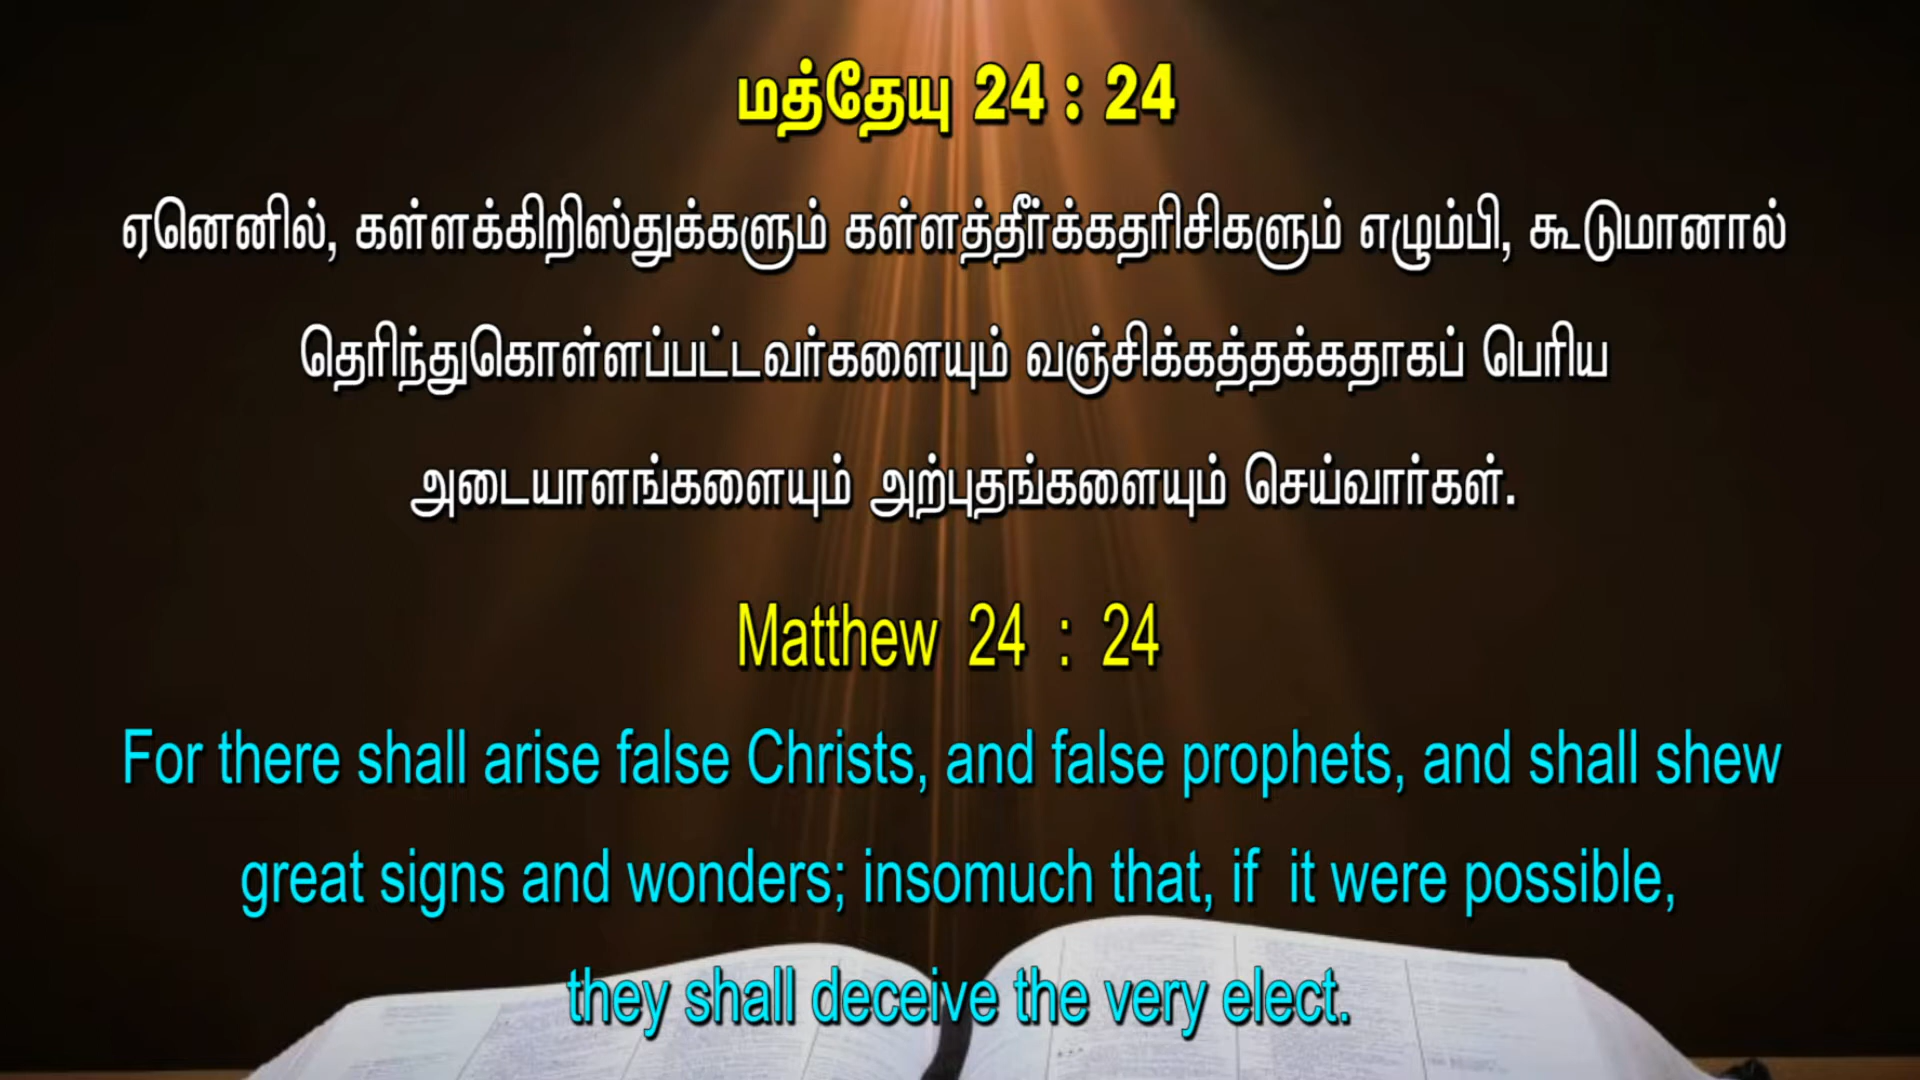 மத்தேயு 24 : 24
ஏனெனில், கள்ளக்கிறிஸ்துக்களும் கள்ளத்தீர்க்கதரிசிகளும் எழும்பி, கூடுமானால்
தெரிந்துகொள்ளப்பட்டவர்களையும் வஞ்சிக்கத்தக்கதாகப் பெரிய
அடையாளங்களையும் அற்புதங்களையும் செய்வார்கள்.
Matthew 24 : 24
For there shall arise false Christs, and false prophets, and shall shew
great signs and wonders; insomuch that, if it were possible,
they shall deceive the very elect.